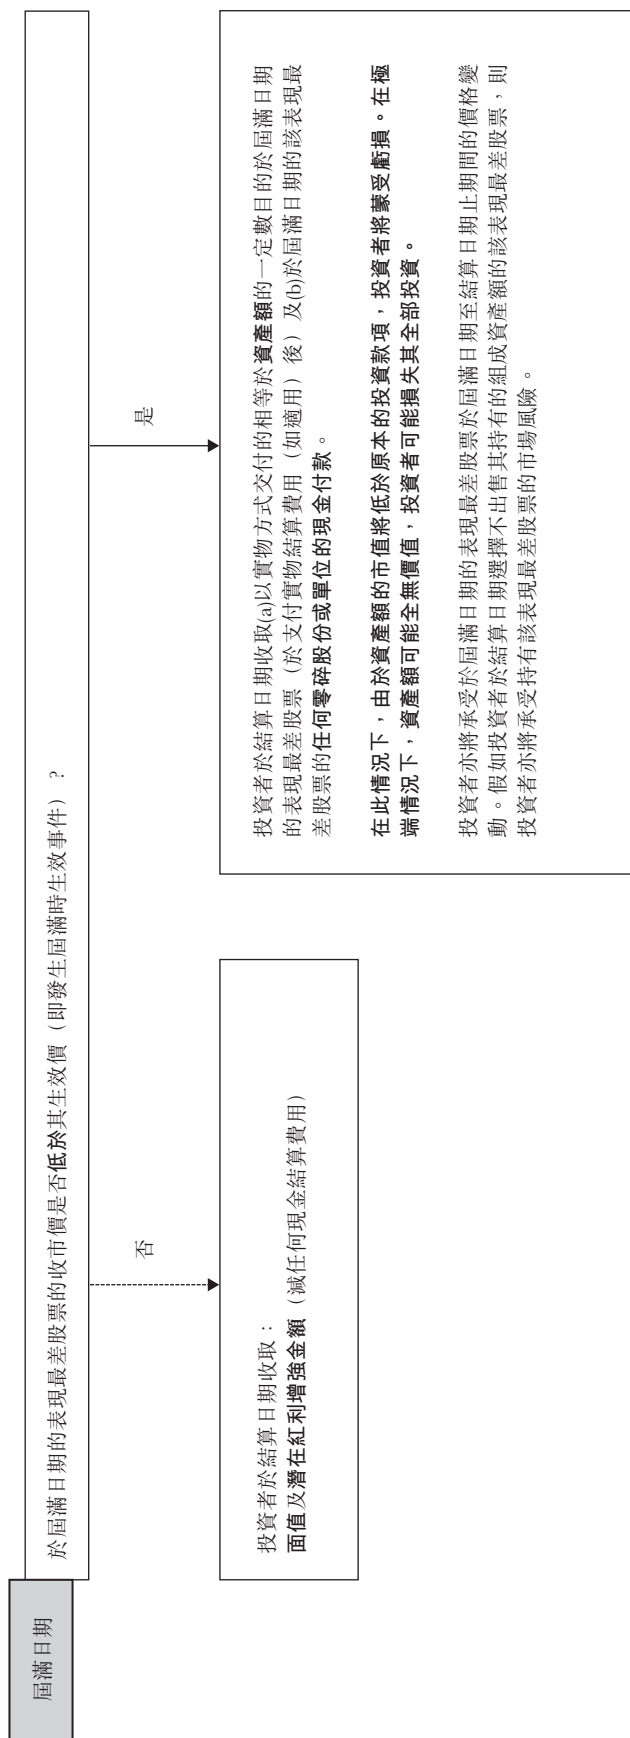 屆滿日期
於屆滿日期的表現最差股票的收市價是否低於其生效價（即發生屆滿時生效事件）?
否
是
投資者於結算日期收取：
面值及潛在紅利增強金額（減任何現金結算費用）
投資者於結算日期收取(a)以實物方式交付的相等於資產額的一定數目的於屆滿日期
的表現最差股票（於支付實物結算費用（如適用）後）及(b)於屆滿日期的該表現最
差股票的任何零碎股份或單位的現金付款。
在此情況下，由於資產額的市值將低於原本的投資款項，投資者將蒙受虧損。在極
端情況下，資產額可能全無價值，投資者可能損失其全部投資。
投資者亦將承受於屆滿日期的表現最差股票於屆滿日期至結算日期止期間的價格變
動。假如投資者於結算日期選擇不出售其持有的組成資產額的該表現最差股票，則
投資者亦將承受持有該表現最差股票的市場風險。